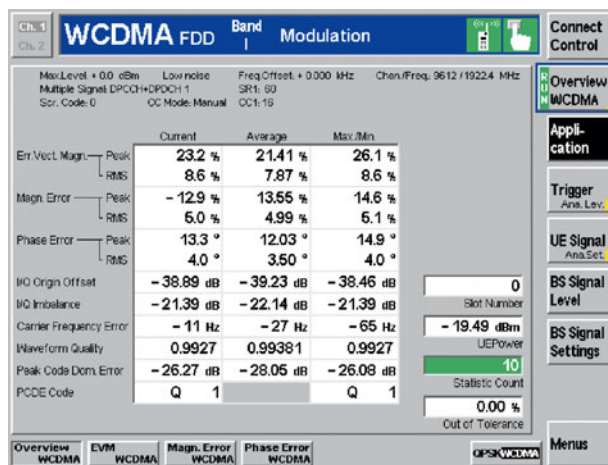 Ch. 1
Ch. 2
WCDMA FDD Band I Modulation
Connect Control
Max.Level: + 0.0 dBm Low noise Freq.Offset: + 0.000 kHz Chan./Freq.: 9612 / 1922.4 MHz
Multiple Signal: DPCCH+DPDCH 1 SR1: 60
Scr. Code: 0 OC Mode: Manual CC1: 16
RUN
Overview WCDMA
Appli-cation
Trigger
Ana. Lev.
UE Signal
Ana.Set.
BS Signal Level
BS Signal Settings
Menus
Current Average Max./Min.
Err.Vect. Magn. Peak 23.2 % 21.41 % 26.1 %
RMS 8.6 % 7.87 % 8.6 %
Magn. Error Peak - 12.9 % 13.55 % 14.6 %
RMS 5.0 % 4.99 % 5.1 %
Phase Error Peak 13.3 ° 12.03 ° 14.9 °
RMS 4.0 ° 3.50 ° 4.0 °
I/Q Origin Offset - 38.89 dB - 39.23 dB - 38.46 dB
I/Q Imbalance - 21.39 dB - 22.14 dB - 21.39 dB
Carrier Frequency Error - 11 Hz - 27 Hz - 65 Hz
Waveform Quality 0.9927 0.99381 0.9927
Peak Code Dom. Error - 26.27 dB - 28.05 dB - 26.08 dB
PCDE Code Q 1 Q 1
0
Slot Number
- 19.49 dBm
UEPower
10
Statistic Count
0.00 %
Out of Tolerance
Overview WCDMA
EVM WCDMA
Magn. Error WCDMA
Phase Error WCDMA
QPSK WCDMA